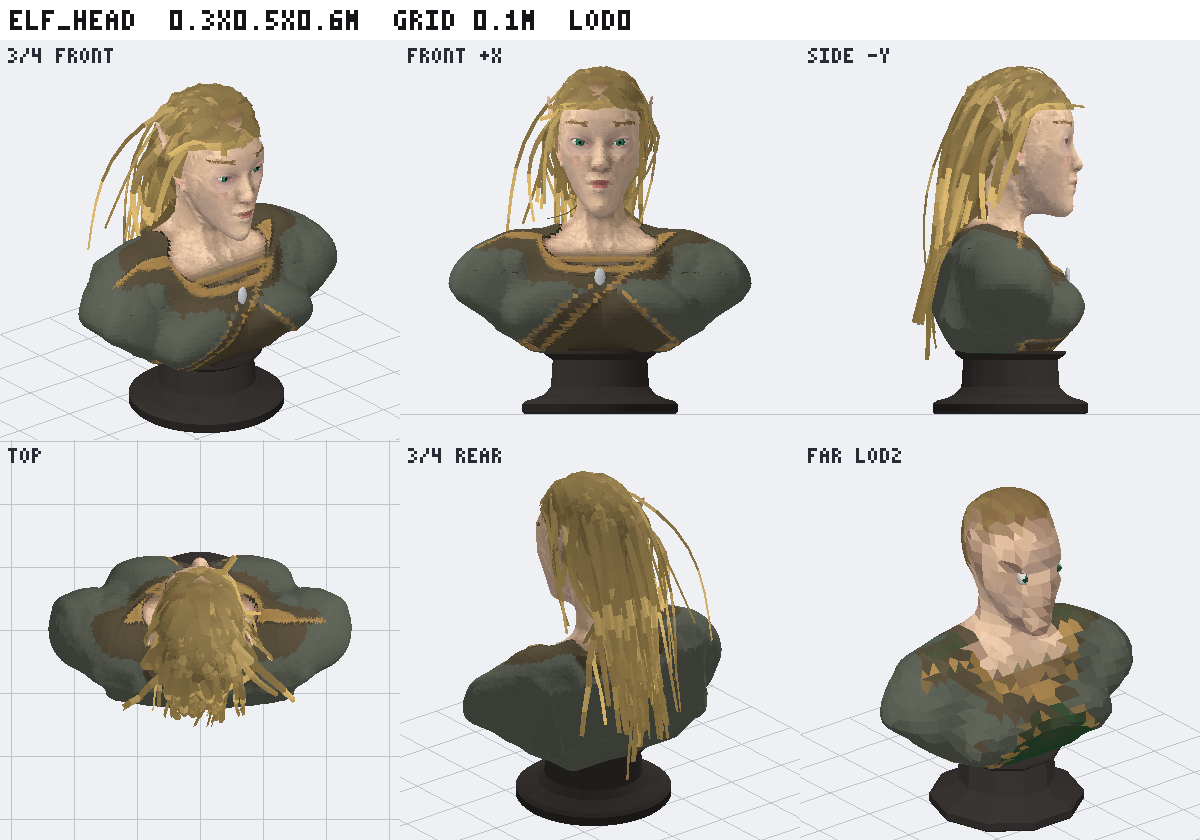 ELF_HEAD  0.3X0.5X0.6M  GRID 0.1M  LOD0
3/4 FRONT
FRONT +X
SIDE -Y
TOP
3/4 REAR
FAR LOD2